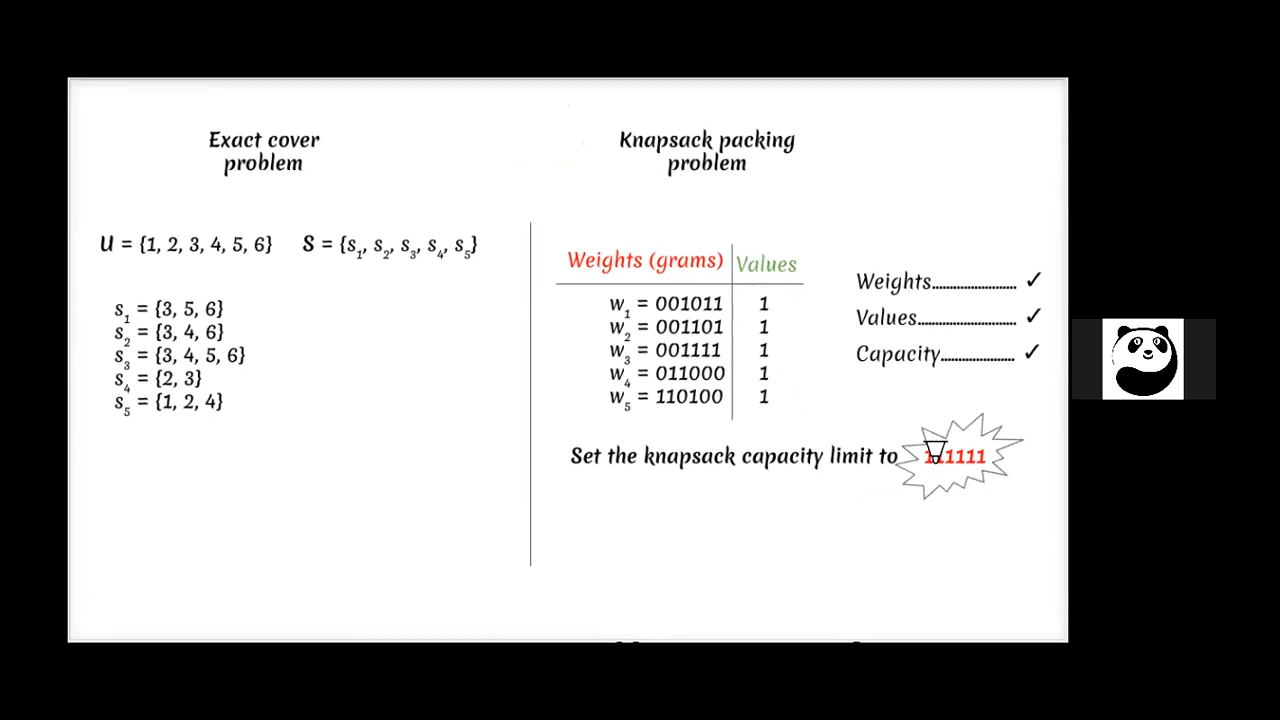 Exact cover
problem
Knapsack packing
problem
U = {1, 2, 3, 4, 5, 6} S = {s₁, s₂, s₃, s₄, s₅}
s₁ = {3, 5, 6}
s₂ = {3, 4, 6}
s₃ = {3, 4, 5, 6}
s₄ = {2, 3}
s₅ = {1, 2, 4}
Weights (grams) Values
w₁ = 001011 1
w₂ = 001101 1
w₃ = 001111 1
w₄ = 011000 1
w₅ = 110100 1
Weights........................ ✓
Values............................ ✓
Capacity..................... ✓
Set the knapsack capacity limit to 111111